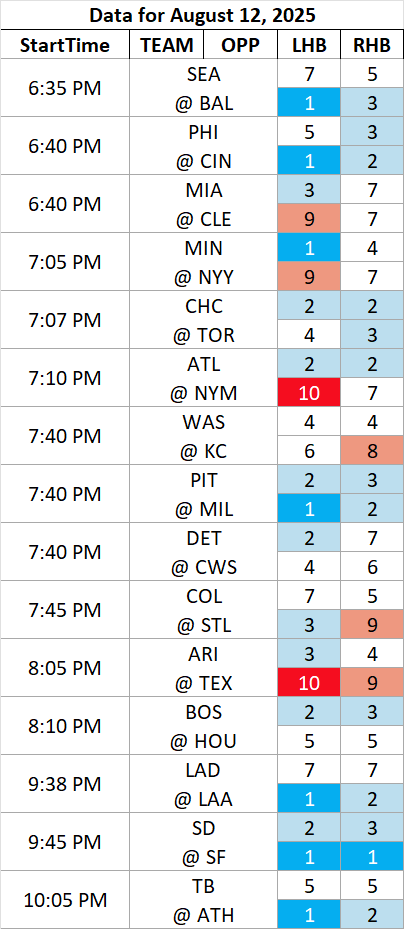 Data for August 12, 2025
StartTime TEAM OPP LHB RHB
6:35 PM SEA 7 5
@ BAL 1 3
6:40 PM PHI 5 3
@ CIN 1 2
6:40 PM MIA 3 7
@ CLE 9 7
7:05 PM MIN 1 4
@ NYY 9 7
7:07 PM CHC 2 2
@ TOR 4 3
7:10 PM ATL 2 2
@ NYM 10 7
7:40 PM WAS 4 4
@ KC 6 8
7:40 PM PIT 2 3
@ MIL 1 2
7:40 PM DET 2 7
@ CWS 4 6
7:45 PM COL 7 5
@ STL 3 9
8:05 PM ARI 3 4
@ TEX 10 9
8:10 PM BOS 2 3
@ HOU 5 5
9:38 PM LAD 7 7
@ LAA 1 2
9:45 PM SD 2 3
@ SF 1 1
10:05 PM TB 5 5
@ ATH 1 2